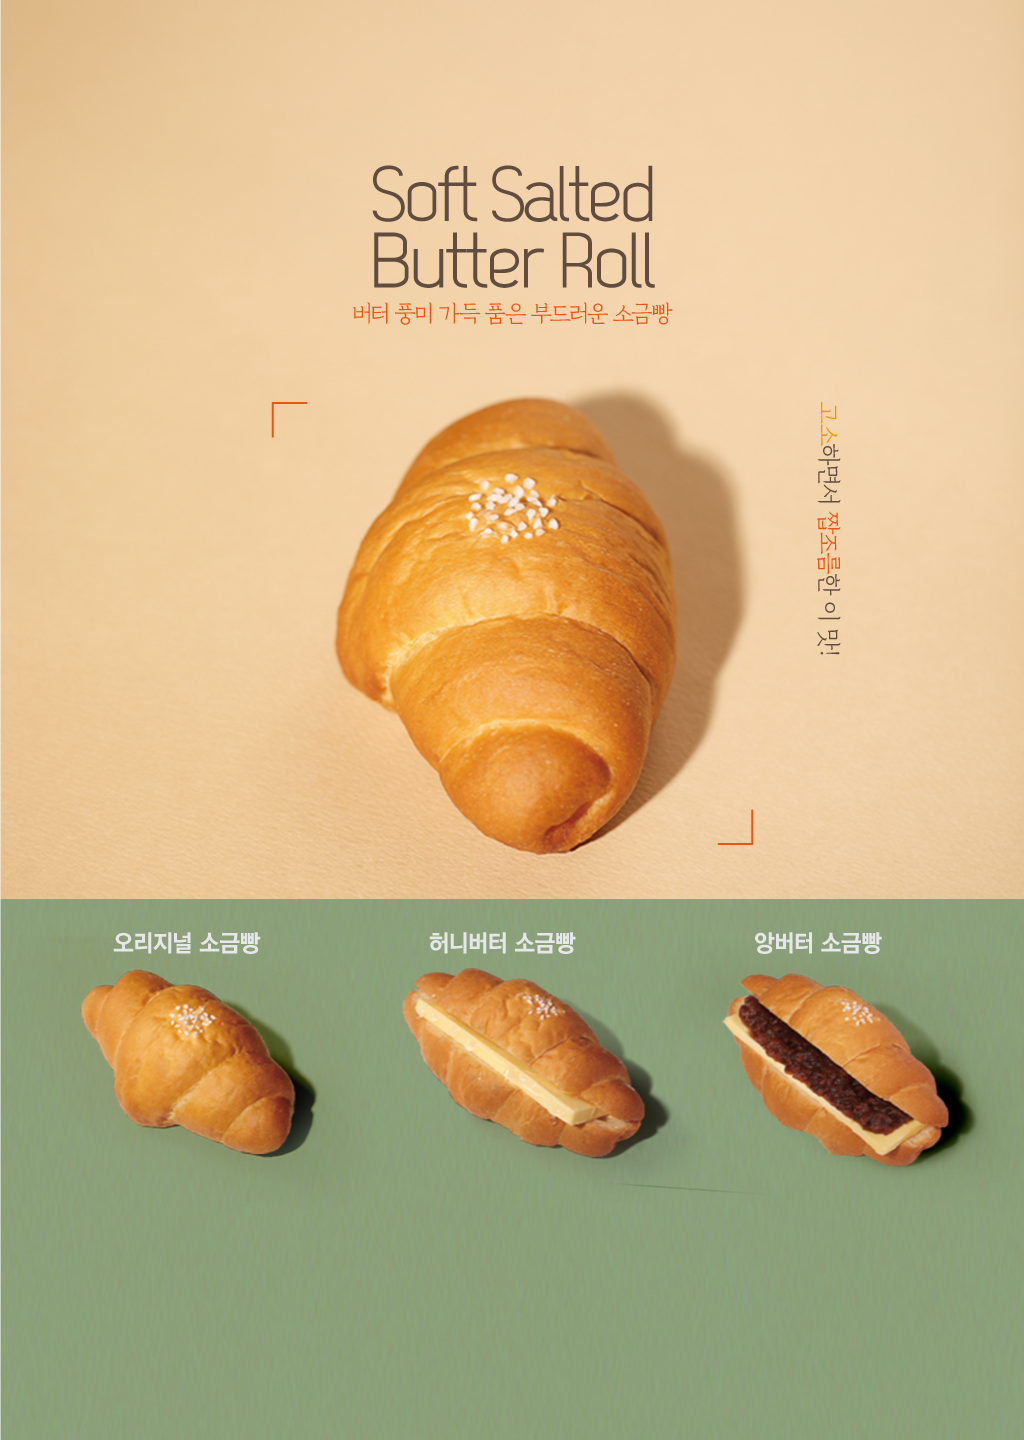 Soft Salted
Butter Roll
버터 풍미 가득 품은 부드러운 소금빵
고소하면서 짭조름한 이 맛!
오리지널 소금빵
허니버터 소금빵
앙버터 소금빵